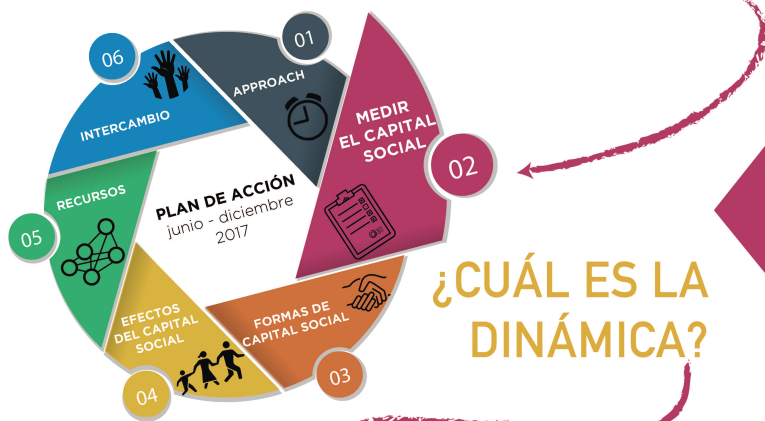 01
APPROACH
02
MEDIR
EL CAPITAL
SOCIAL
03
FORMAS DE
CAPITAL SOCIAL
04
EFECTOS
DEL CAPITAL
SOCIAL
05
RECURSOS
06
INTERCAMBIO
PLAN DE ACCIÓN
junio - diciembre
2017
¿CUÁL ES LA
DINÁMICA?